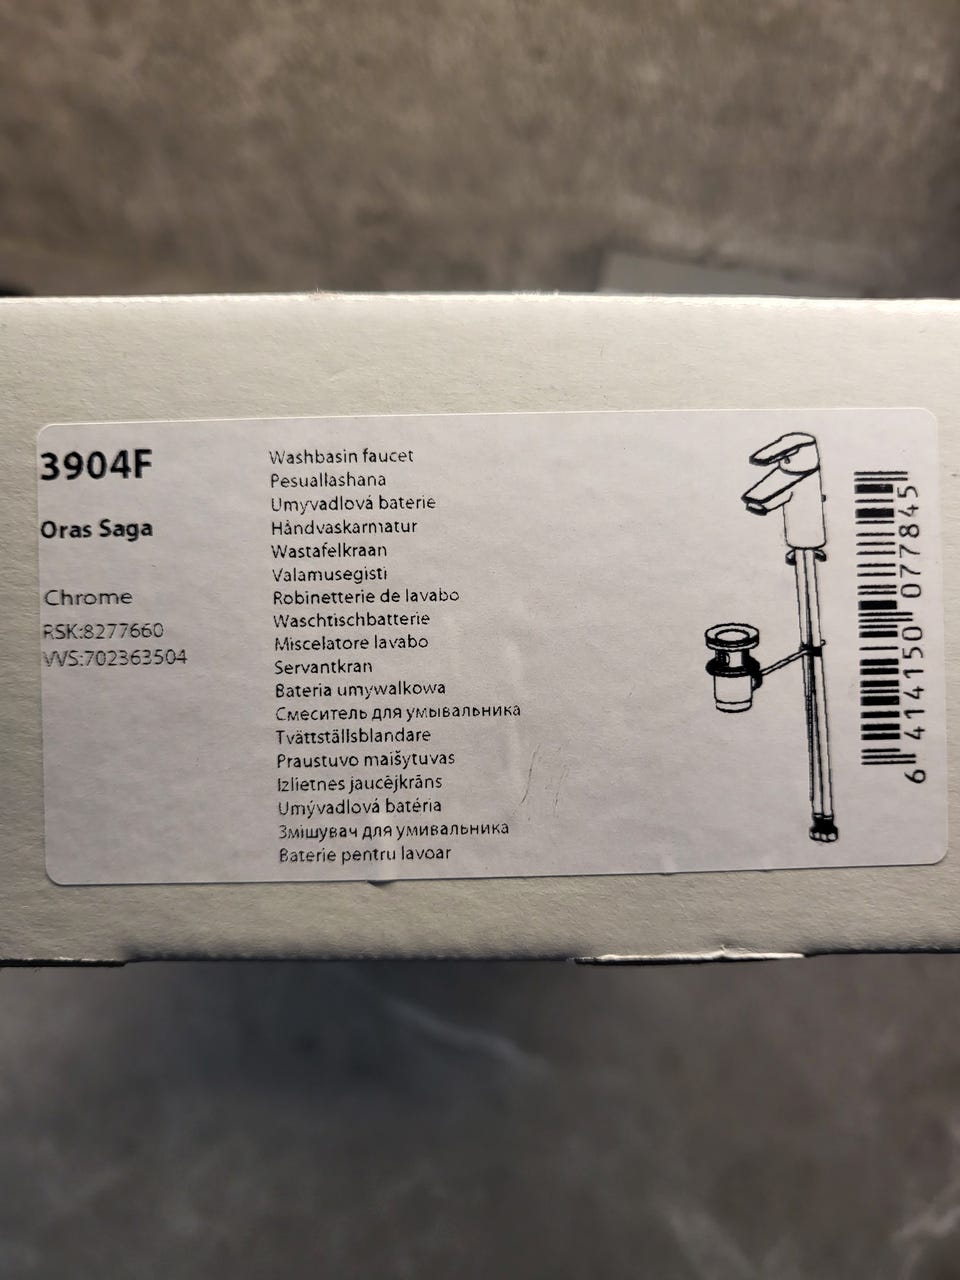 3904F
Oras Saga
Chrome
RSK:8277660
VVS:702363504
Washbasin faucet
Pesuallashana
Umyvadlová baterie
Håndvaskarmatur
Wastafelkraan
Valamusegisti
Robinetterie de lavabo
Waschtischbatterie
Miscelatore lavabo
Servantkran
Bateria umywalkowa
Смеситель для умывальника
Tvättställsblandare
Praustuvo maišytuvas
Izlietnes jaucējkrāns
Umývadlová batéria
Змішувач для умивальника
Baterie pentru lavoar
6 414150 077845